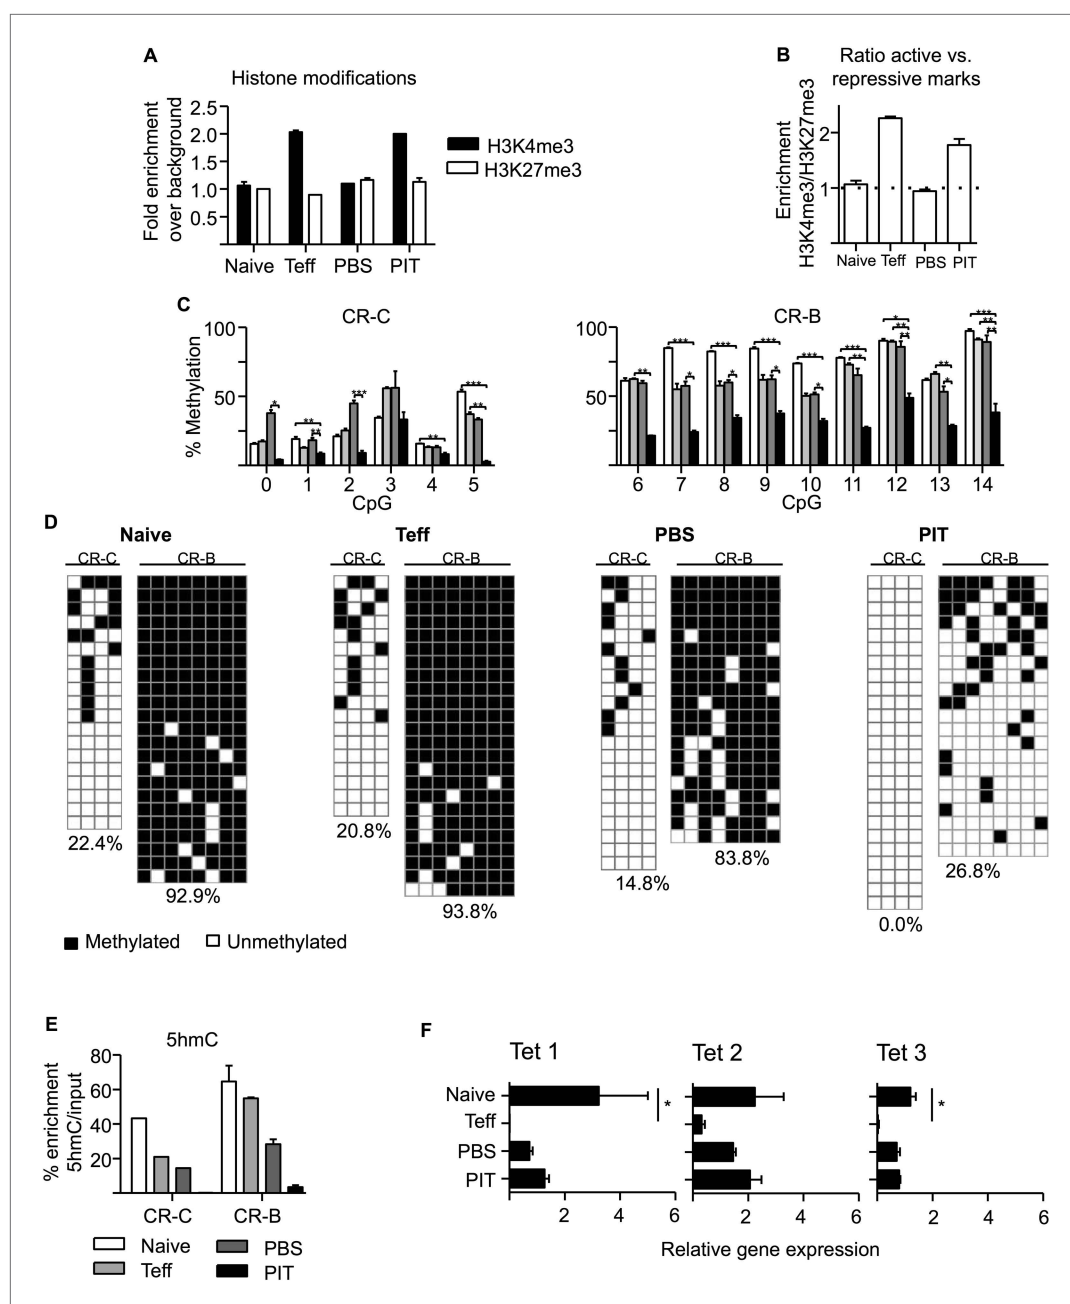 A
Histone modifications
Fold enrichment
over background
2.5
2.0
1.5
1.0
0.5
Naive Teff PBS PIT
H3K4me3
H3K27me3
B
Ratio active vs.
repressive marks
Enrichment
H3K4me3/H3K27me3
2
1
Naive Teff PBS PIT
C
CR-C
% Methylation
100
50
* ** ** *** ** *** **
0 1 2 3 4 5
CpG
CR-B
100
50
** *** * *** * *** * *** * *** ** * ** ** ** * *** ** **
6 7 8 9 10 11 12 13 14
CpG
D
Naive Teff PBS PIT
CR-C CR-B CR-C CR-B CR-C CR-B CR-C CR-B
22.4%
92.9%
20.8%
93.8%
14.8%
83.8%
0.0%
26.8%
Methylated Unmethylated
E
5hmC
% enrichment
5hmC/input
80
60
40
20
CR-C CR-B
Naive PBS
Teff PIT
F
Tet 1 Tet 2 Tet 3
Naive
Teff
PBS
PIT
* *
2 4 6 2 4 6 2 4 6
Relative gene expression